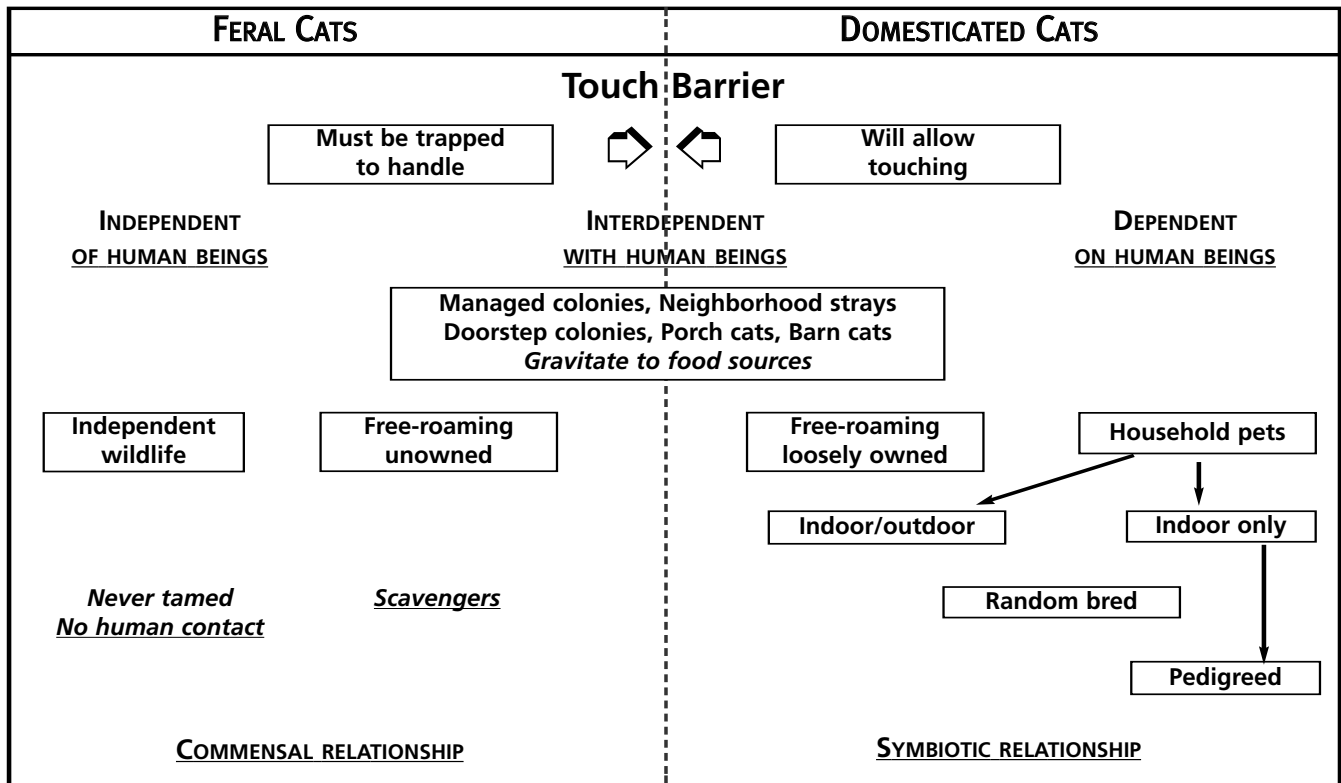 FERAL CATS
DOMESTICATED CATS
Touch Barrier
Must be trapped
to handle
Will allow
touching
INDEPENDENT
OF HUMAN BEINGS
INTERDEPENDENT
WITH HUMAN BEINGS
DEPENDENT
ON HUMAN BEINGS
Managed colonies, Neighborhood strays
Doorstep colonies, Porch cats, Barn cats
Gravitate to food sources
Independent
wildlife
Free-roaming
unowned
Free-roaming
loosely owned
Household pets
Indoor/outdoor
Indoor only
Never tamed
No human contact
Scavengers
Random bred
Pedigreed
COMMENSAL RELATIONSHIP
SYMBIOTIC RELATIONSHIP